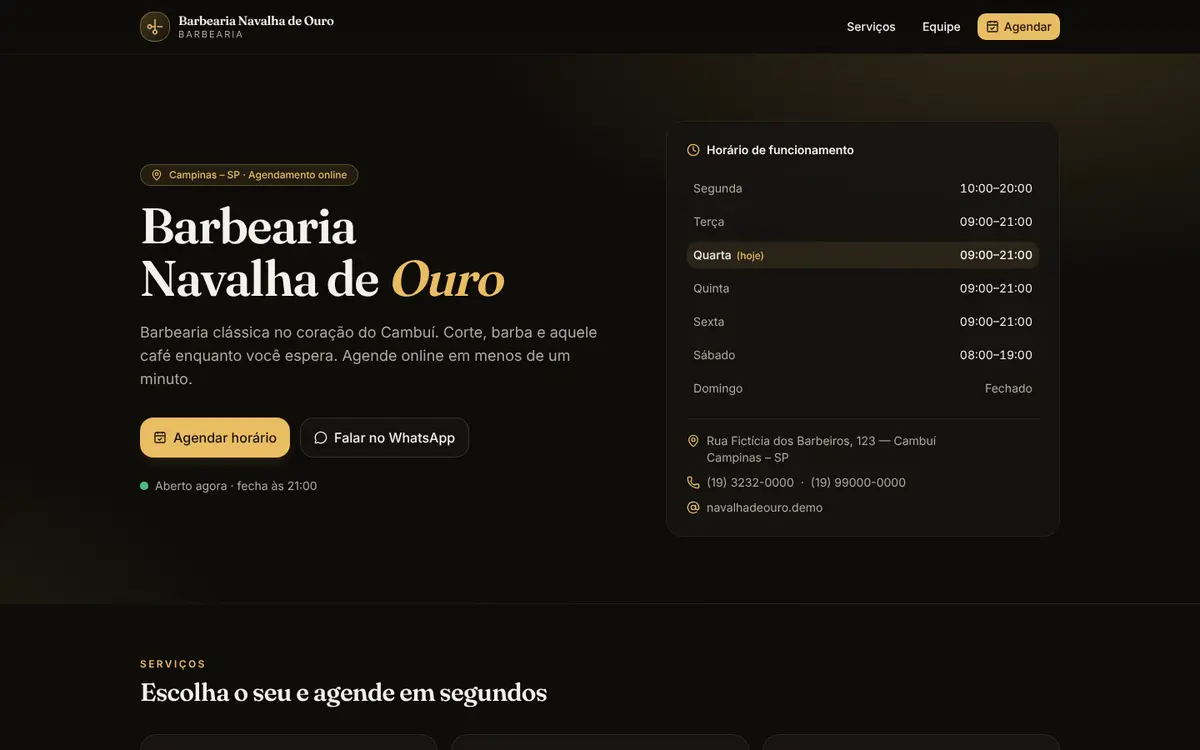 Barbearia Navalha de Ouro
BARBEARIA
Serviços
Equipe
Agendar
Campinas – SP · Agendamento online
Barbearia
Navalha de Ouro
Barbearia clássica no coração do Cambuí. Corte, barba e aquele
café enquanto você espera. Agende online em menos de um
minuto.
Agendar horário
Falar no WhatsApp
Aberto agora · fecha às 21:00
Horário de funcionamento
Segunda 10:00–20:00
Terça 09:00–21:00
Quarta (hoje) 09:00–21:00
Quinta 09:00–21:00
Sexta 09:00–21:00
Sábado 08:00–19:00
Domingo Fechado
Rua Fictícia dos Barbeiros, 123 — Cambuí
Campinas – SP
(19) 3232-0000 · (19) 99000-0000
navalhadeouro.demo
SERVIÇOS
Escolha o seu e agende em segundos